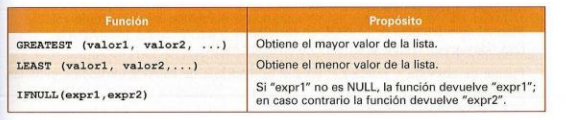 Función Propósito
GREATEST (valor1, valor2, ...) Obtiene el mayor valor de la lista.
LEAST (valor1, valor2,...) Obtiene el menor valor de la lista.
IFNULL(expr1,expr2) Si "expr1" no es NULL, la función devuelve "expr1";
en caso contrario la función devuelve "expr2".